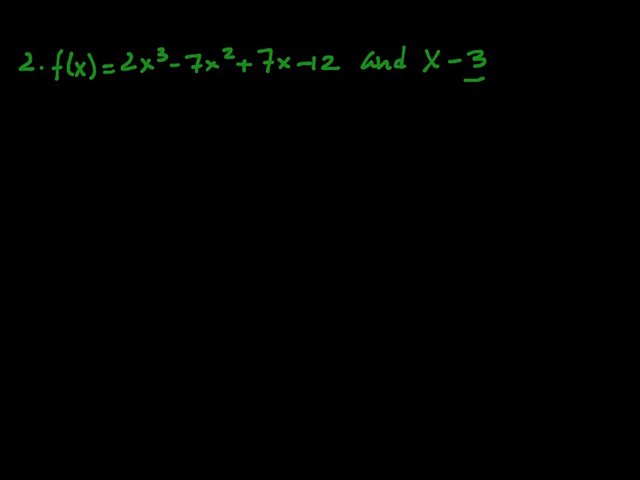 2. f(x) = 2x³ - 7x² + 7x - 12 and x - 3